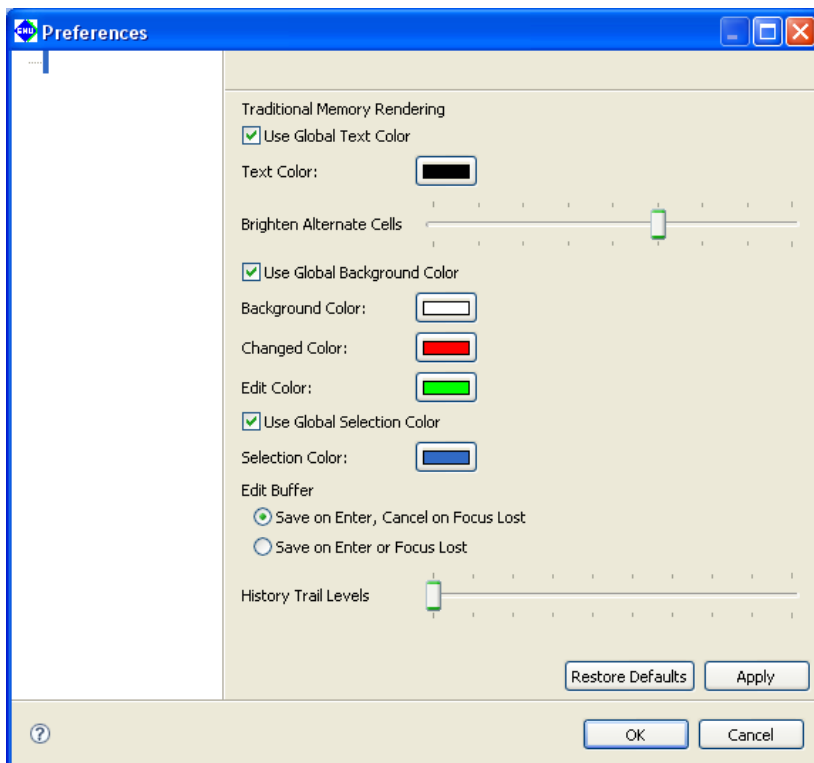 GNU Preferences
Traditional Memory Rendering
Use Global Text Color
Text Color:
Brighten Alternate Cells
Use Global Background Color
Background Color:
Changed Color:
Edit Color:
Use Global Selection Color
Selection Color:
Edit Buffer
Save on Enter, Cancel on Focus Lost
Save on Enter or Focus Lost
History Trail Levels
Restore Defaults Apply
? OK Cancel